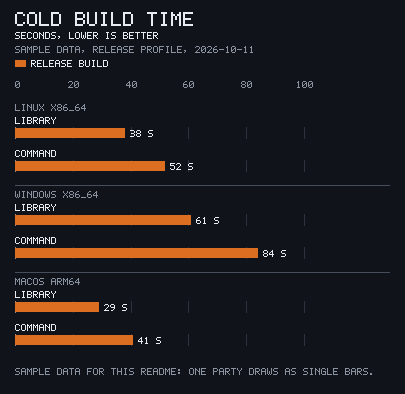 COLD BUILD TIME
SECONDS, LOWER IS BETTER
SAMPLE DATA, RELEASE PROFILE, 2026-10-11
RELEASE BUILD
0 20 40 60 80 100
LINUX X86_64
LIBRARY
38 S
COMMAND
52 S
WINDOWS X86_64
LIBRARY
61 S
COMMAND
84 S
MACOS ARM64
LIBRARY
29 S
COMMAND
41 S
SAMPLE DATA FOR THIS README: ONE PARTY DRAWS AS SINGLE BARS.